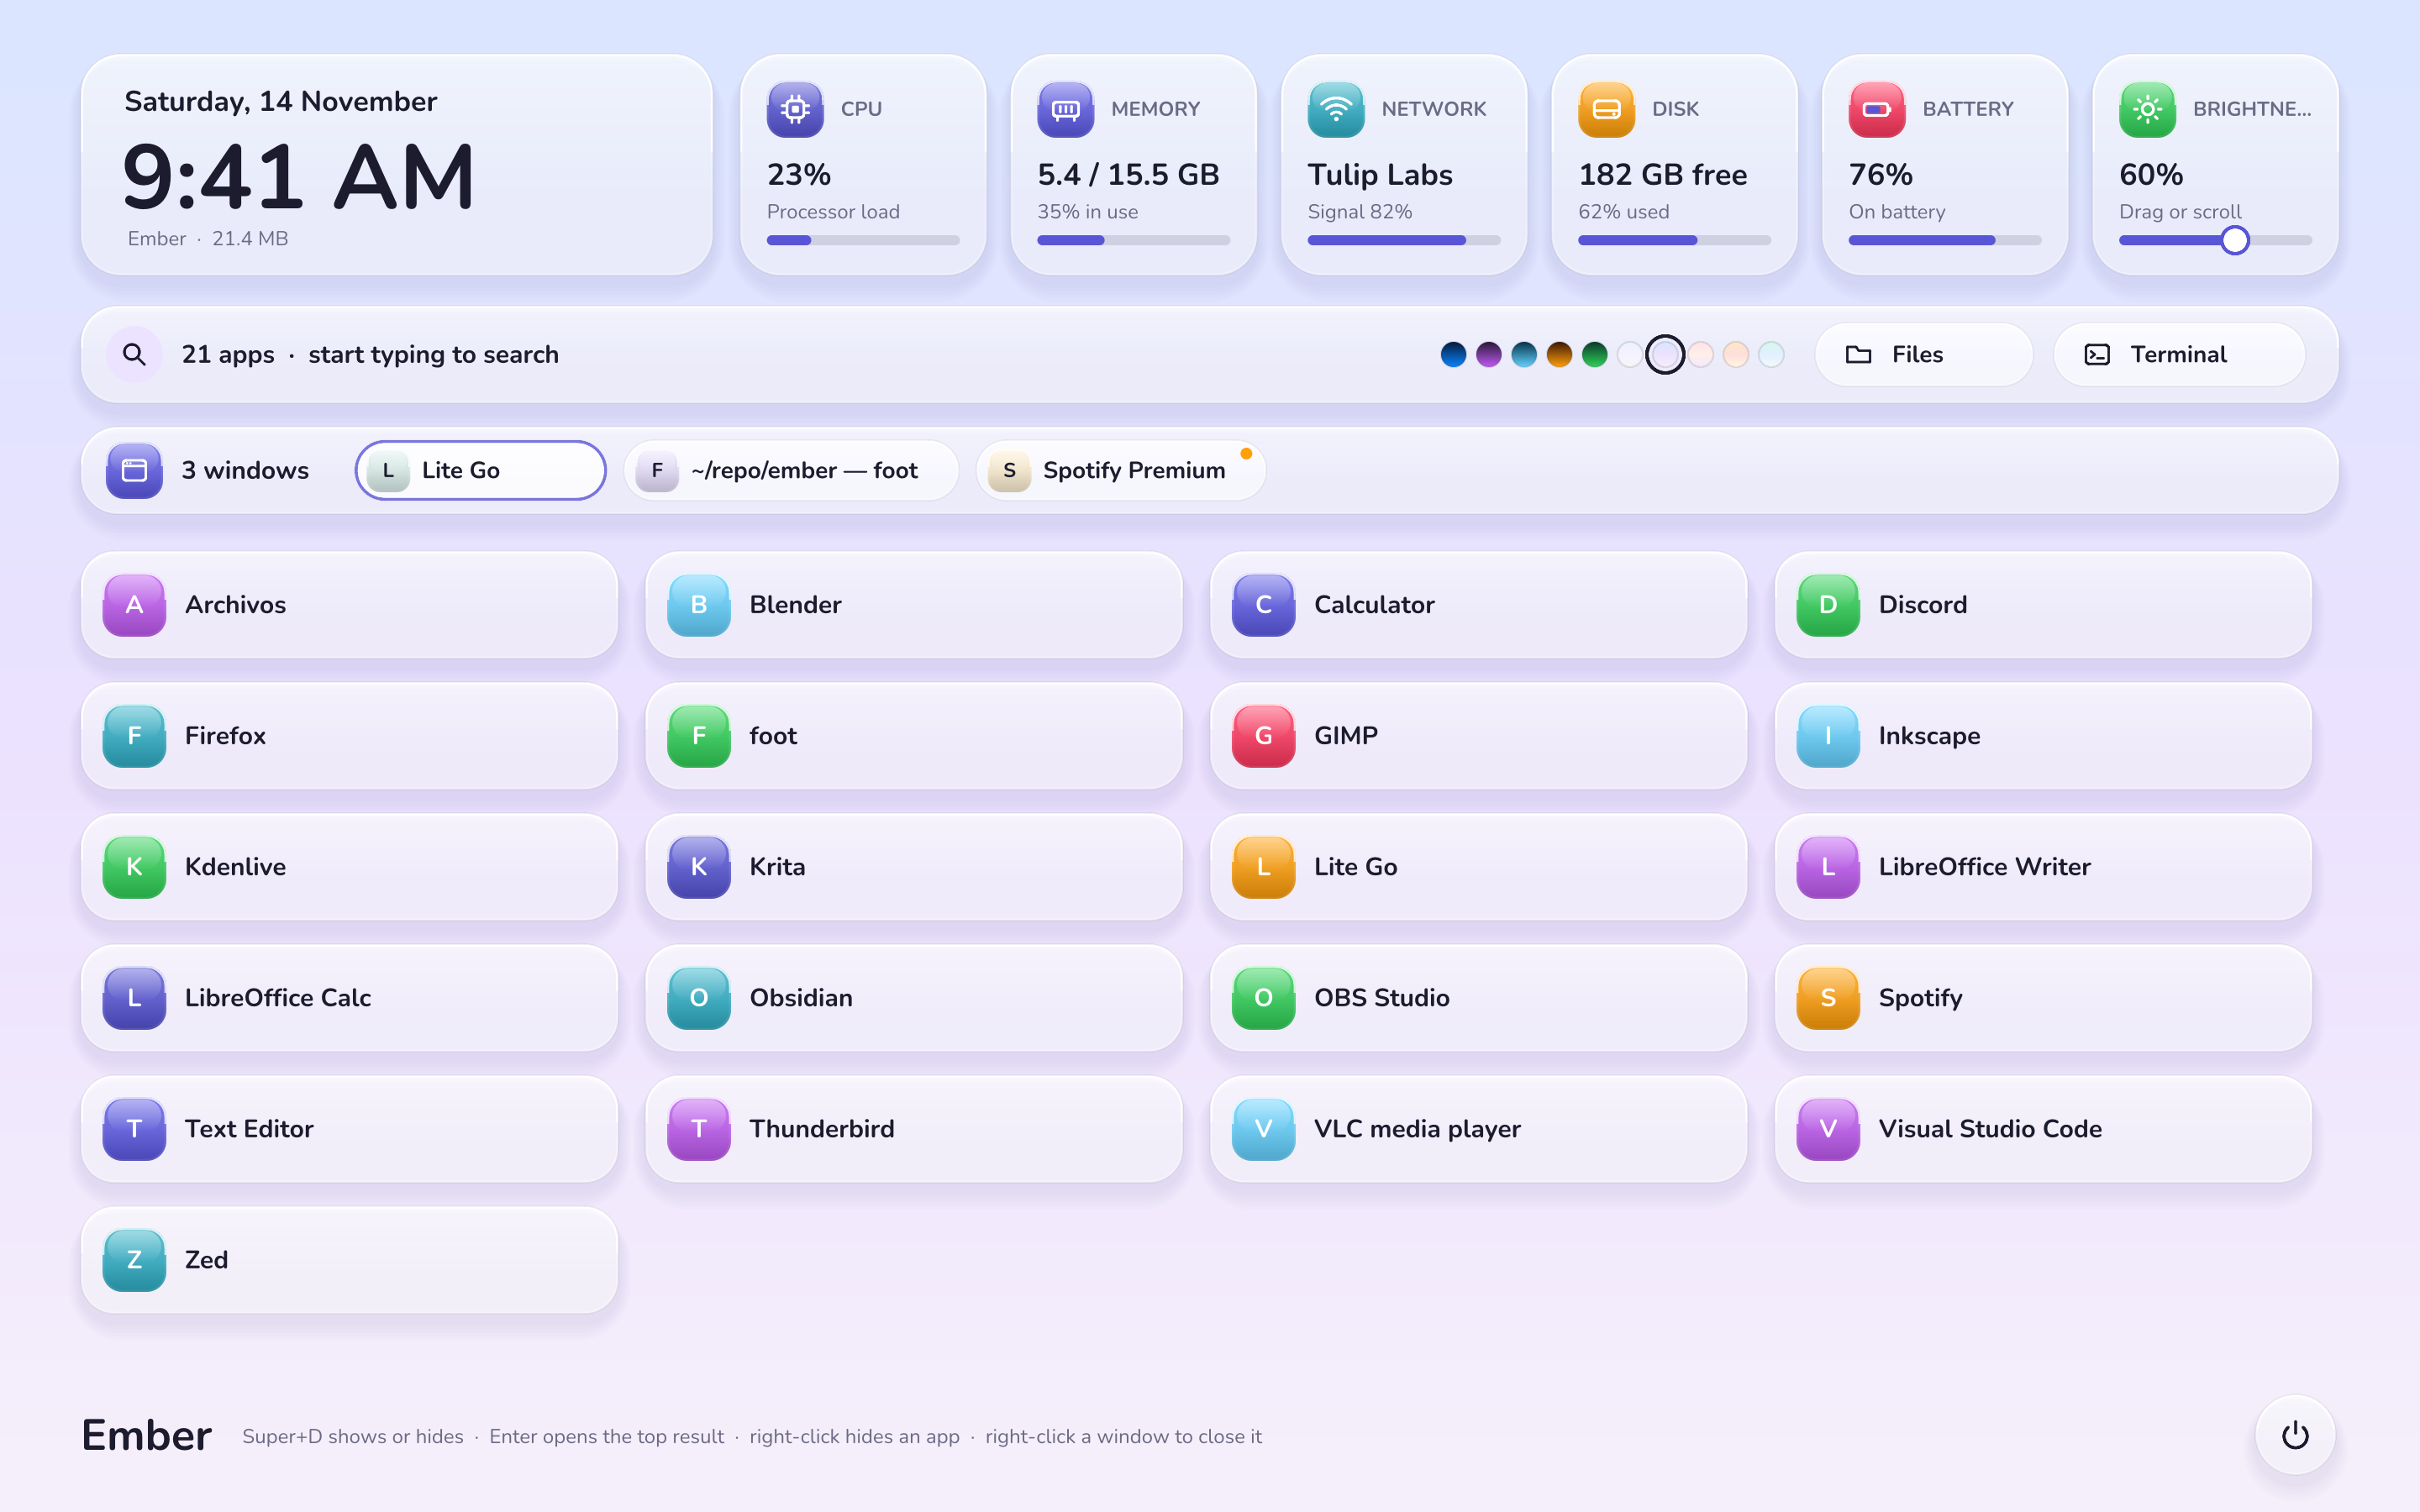 Saturday, 14 November
9:41 AM
Ember · 21.4 MB
CPU
23%
Processor load
MEMORY
5.4 / 15.5 GB
35% in use
NETWORK
Tulip Labs
Signal 82%
DISK
182 GB free
62% used
BATTERY
76%
On battery
BRIGHTNE...
60%
Drag or scroll
21 apps · start typing to search
Files
Terminal
3 windows
L Lite Go
F ~/repo/ember — foot
S Spotify Premium
A Archivos
B Blender
C Calculator
D Discord
F Firefox
F foot
G GIMP
I Inkscape
K Kdenlive
K Krita
L Lite Go
L LibreOffice Writer
L LibreOffice Calc
O Obsidian
O OBS Studio
S Spotify
T Text Editor
T Thunderbird
V VLC media player
V Visual Studio Code
Z Zed
Ember
Super+D shows or hides · Enter opens the top result · right-click hides an app · right-click a window to close it